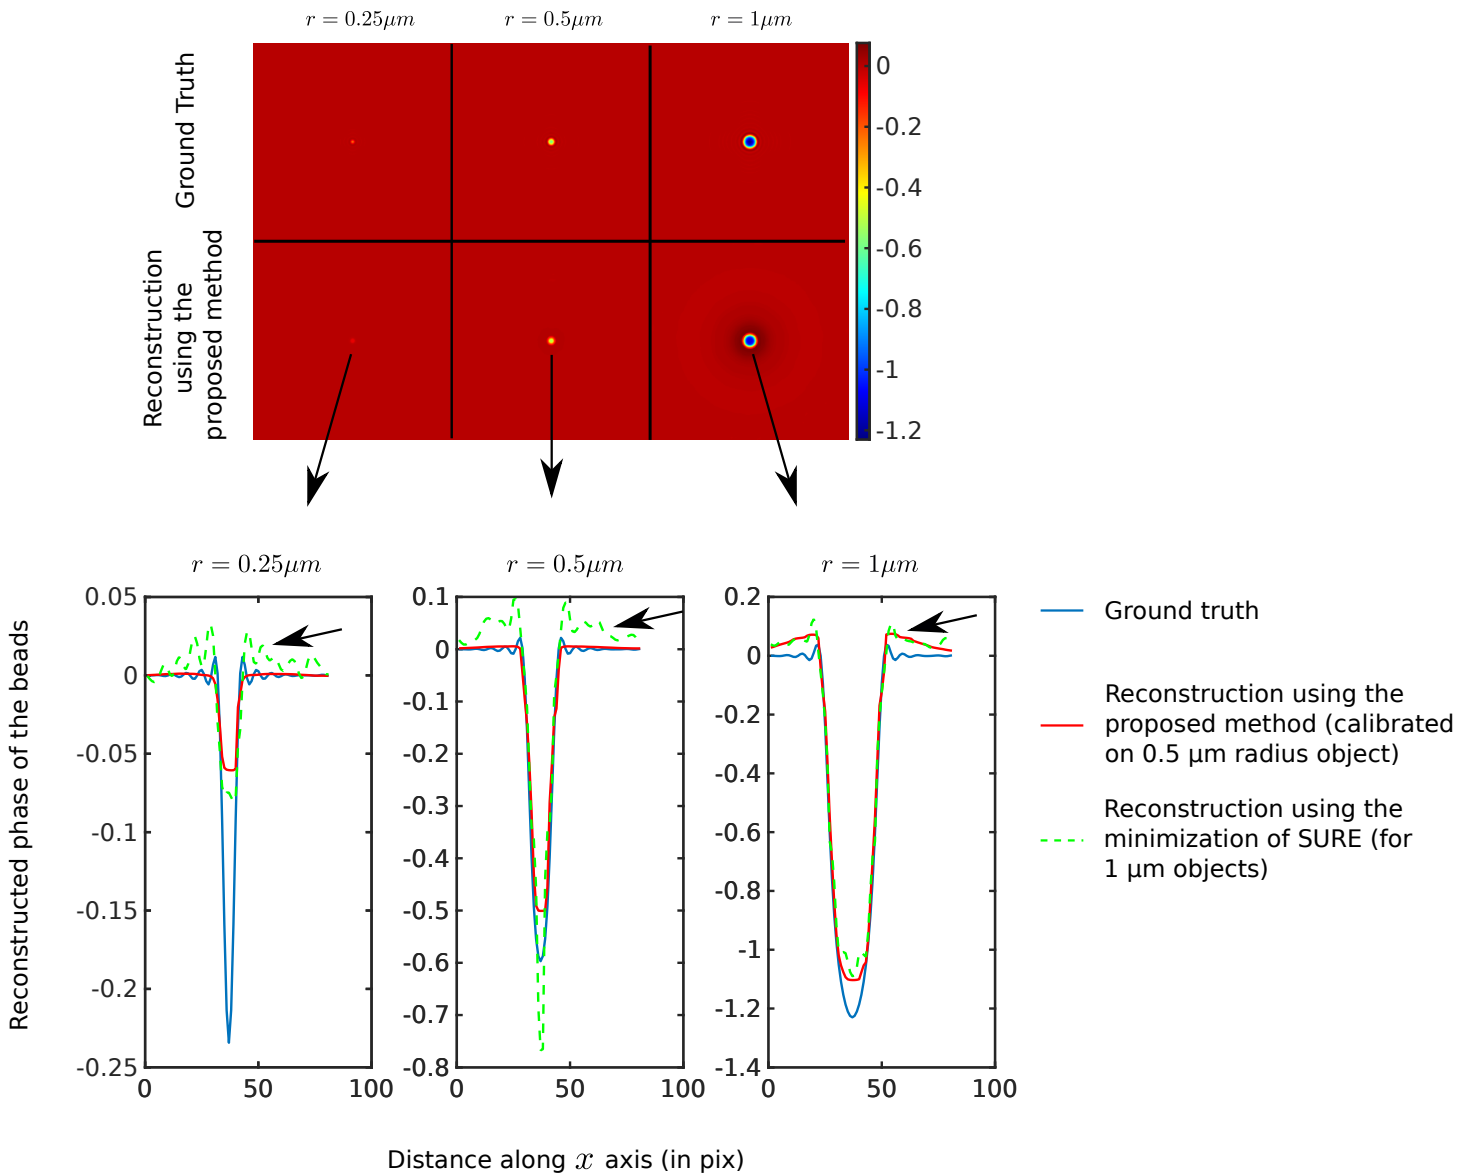 r = 0.25μm
r = 0.5μm
r = 1μm
Ground Truth
Reconstruction
using the
proposed method
0
-0.2
-0.4
-0.6
-0.8
-1
-1.2
r = 0.25μm
r = 0.5μm
r = 1μm
Reconstructed phase of the beads
0.05
0
-0.05
-0.1
-0.15
-0.2
-0.25
0
50
100
0.1
0
-0.1
-0.2
-0.3
-0.4
-0.5
-0.6
-0.7
-0.8
0
50
100
0.2
0
-0.2
-0.4
-0.6
-0.8
-1
-1.2
-1.4
0
50
100
Distance along x axis (in pix)
Ground truth
Reconstruction using the
proposed method (calibrated
on 0.5 μm radius object)
Reconstruction using the
minimization of SURE (for
1 μm objects)